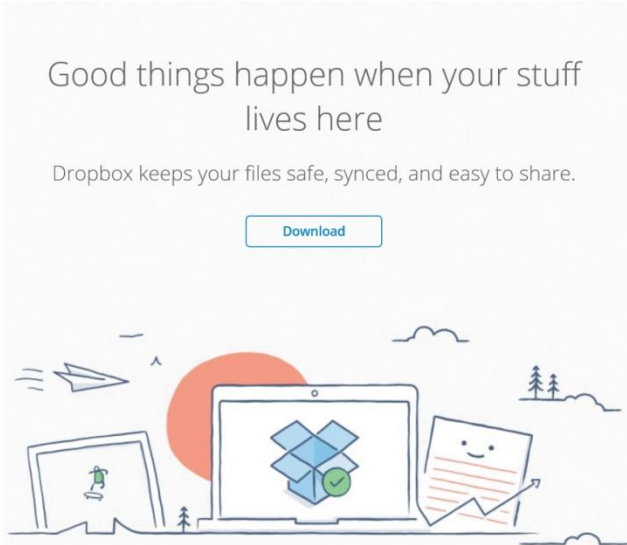 Good things happen when your stuff
lives here
Dropbox keeps your files safe, synced, and easy to share.
Download